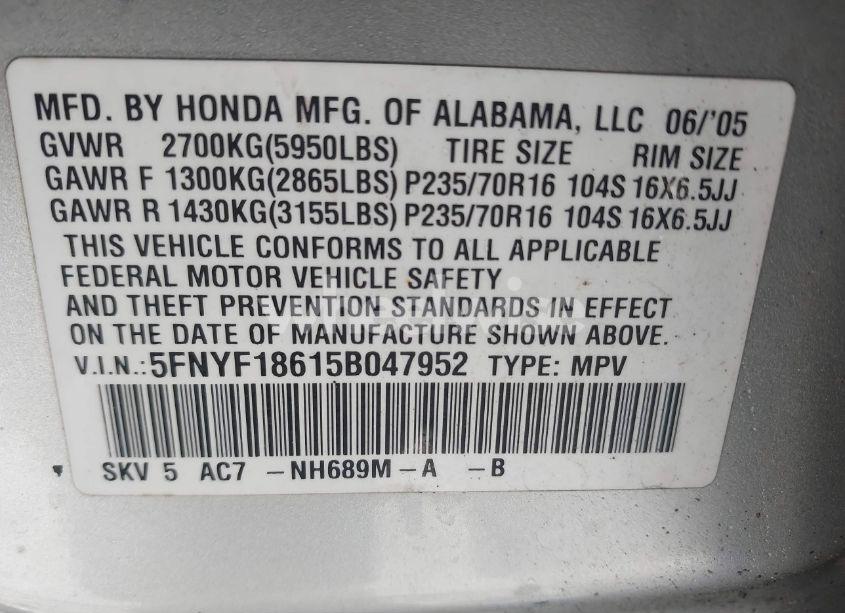 MFD. BY HONDA MFG. OF ALABAMA, LLC 06/'05
GVWR 2700KG(5950LBS) TIRE SIZE RIM SIZE
GAWR F 1300KG(2865LBS) P235/70R16 104S 16X6.5JJ
GAWR R 1430KG(3155LBS) P235/70R16 104S 16X6.5JJ
THIS VEHICLE CONFORMS TO ALL APPLICABLE
FEDERAL MOTOR VEHICLE SAFETY
AND THEFT PREVENTION STANDARDS IN EFFECT
ON THE DATE OF MANUFACTURE SHOWN ABOVE.
V.I.N.:5FNYF18615B047952 TYPE: MPV
SKV 5 AC7 -NH689M-A -B